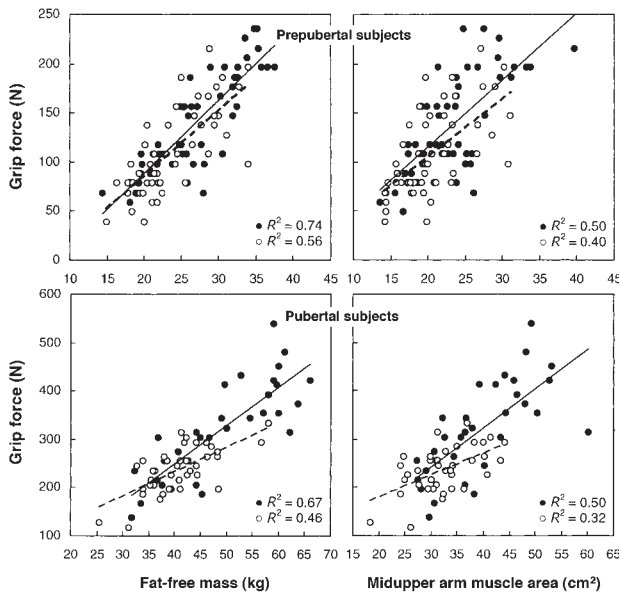 Prepubertal subjects
Grip force (N)
250
200
150
100
50
0
R² = 0.74
R² = 0.56
R² = 0.50
R² = 0.40
10 15 20 25 30 35 40 45
10 15 20 25 30 35 40 45
Pubertal subjects
Grip force (N)
600
500
400
300
200
100
R² = 0.67
R² = 0.46
R² = 0.50
R² = 0.32
20 25 30 35 40 45 50 55 60 65 70
15 20 25 30 35 40 45 50 55 60 65
Fat-free mass (kg)
Midupper arm muscle area (cm²)